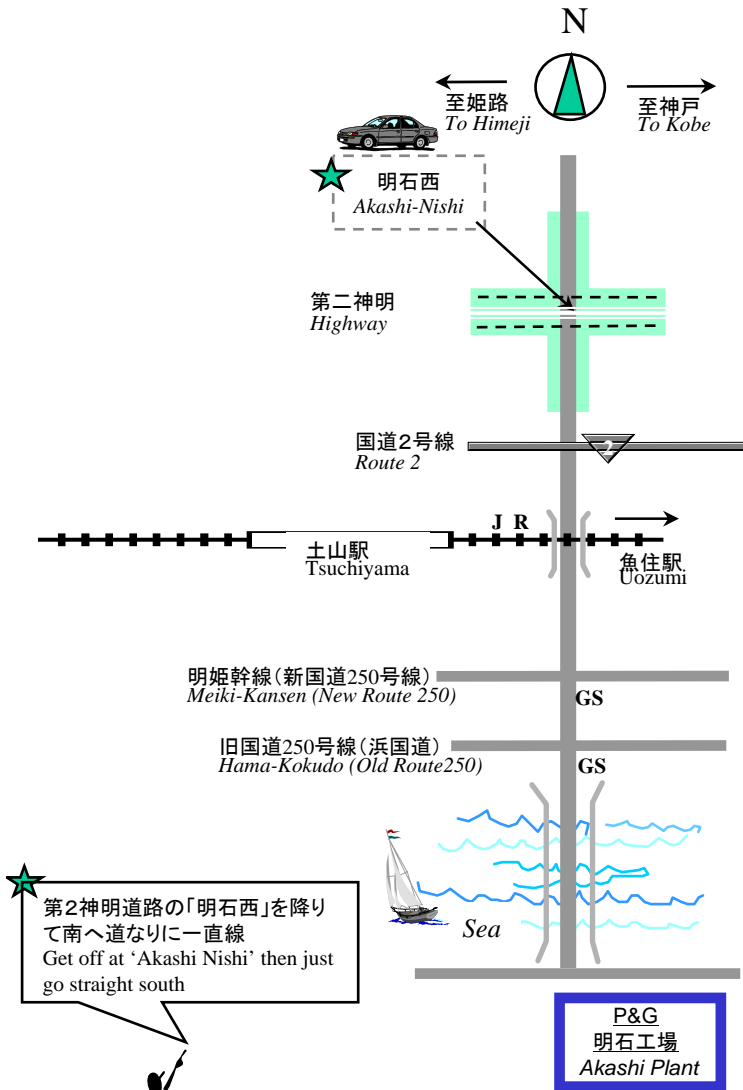 N
至姫路
To Himeji
至神戸
To Kobe
明石西
Akashi-Nishi
第二神明
Highway
国道2号線
Route 2
2
J R
土山駅
Tsuchiyama
魚住駅
Uozumi
明姫幹線(新国道250号線)
Meiki-Kansen (New Route 250)
GS
旧国道250号線(浜国道)
Hama-Kokudo (Old Route250)
GS
Sea
第2神明道路の「明石西」を降り
て南へ道なりに一直線
Get off at ‘Akashi Nishi’ then just
go straight south
P&G
明石工場
Akashi Plant